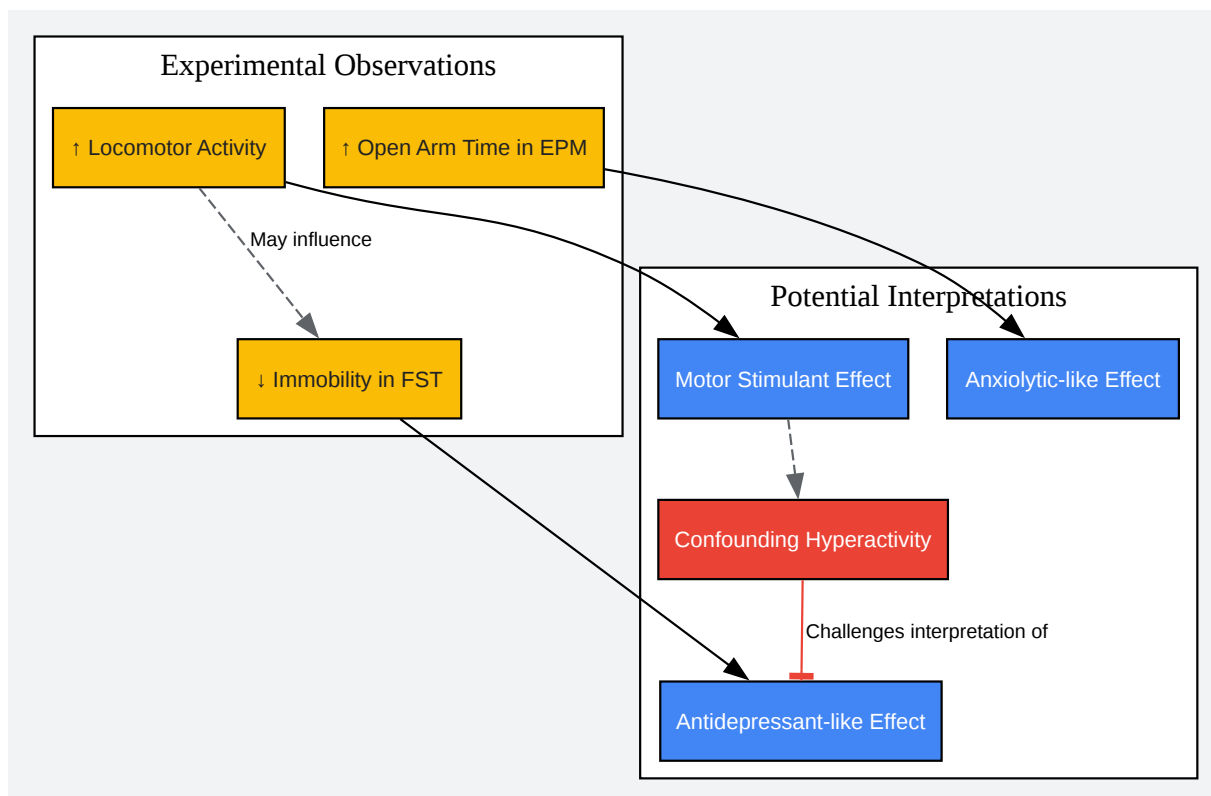 Experimental Observations
↑ Locomotor Activity
↑ Open Arm Time in EPM
May influence
↓ Immobility in FST
Potential Interpretations
Motor Stimulant Effect
Anxiolytic-like Effect
Confounding Hyperactivity
Challenges interpretation of
Antidepressant-like Effect